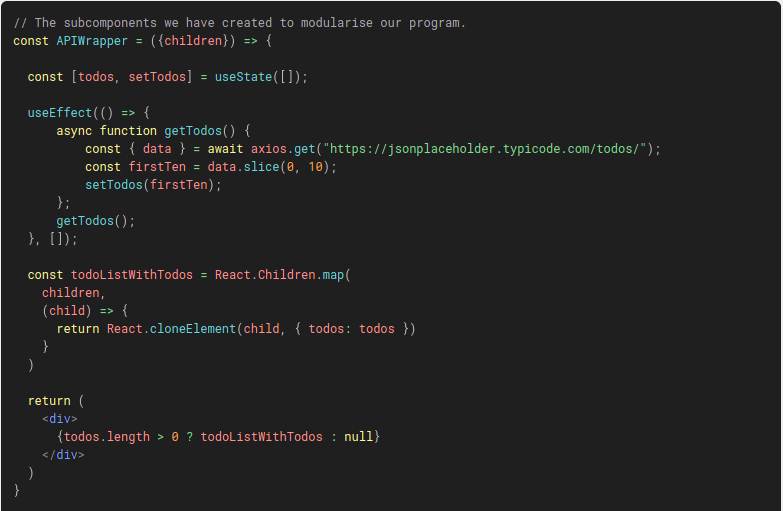 // The subcomponents we have created to modularise our program.
const APIWrapper = ({children}) => {
const [todos, setTodos] = useState([]);
useEffect(() => {
async function getTodos() {
const { data } = await axios.get("https://jsonplaceholder.typicode.com/todos/");
const firstTen = data.slice(0, 10);
setTodos(firstTen);
};
getTodos();
}, []);
const todoListWithTodos = React.Children.map(
children,
(child) => {
return React.cloneElement(child, { todos: todos })
}
)
return (
<div>
{todos.length > 0 ? todoListWithTodos : null}
</div>
)
}